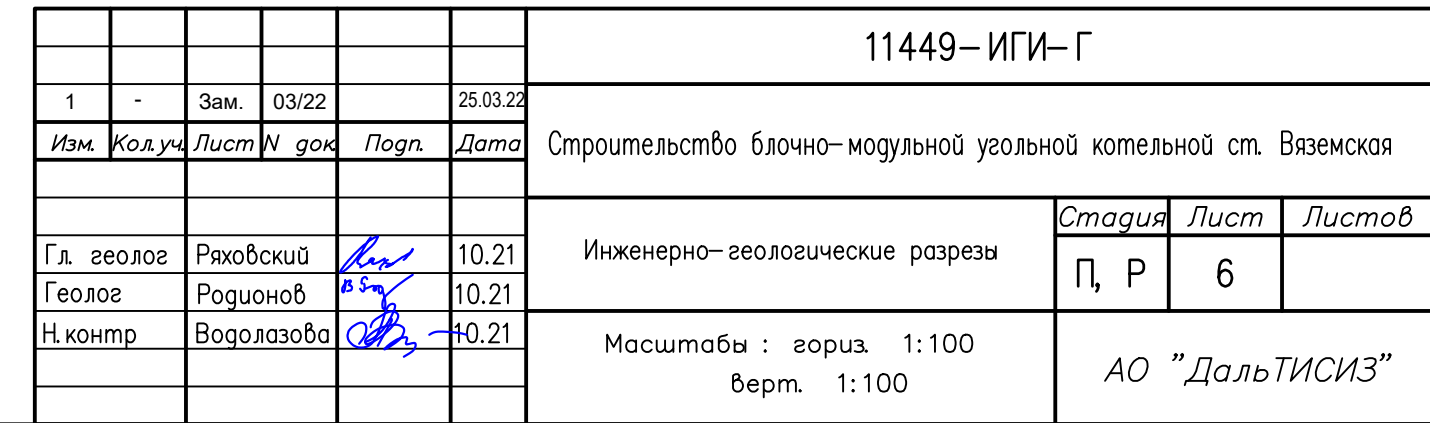 11449-ИГИ-Г
1 - Зам. 03/22 25.03.22
Изм. Кол.уч. Лист N док. Подп. Дата
Строительство блочно-модульной угольной котельной ст. Вяземская
Инженерно-геологические разрезы
Стадия Лист Листов
П, Р 6
Гл. геолог Ряховский 10.21
Геолог Родионов 10.21
Н.контр Водолазова 10.21
Масштабы : гориз. 1:100
верт. 1:100
АО "ДальТИСИЗ"